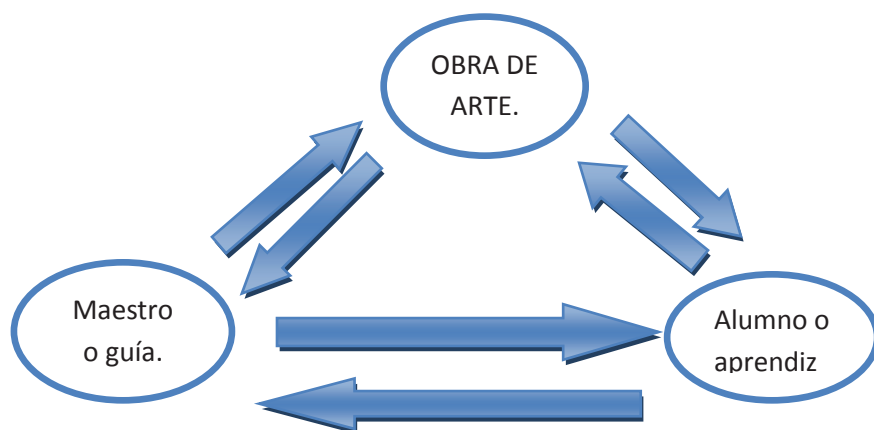 OBRA DE
ARTE.
Maestro
o guía.
Alumno o
aprendiz